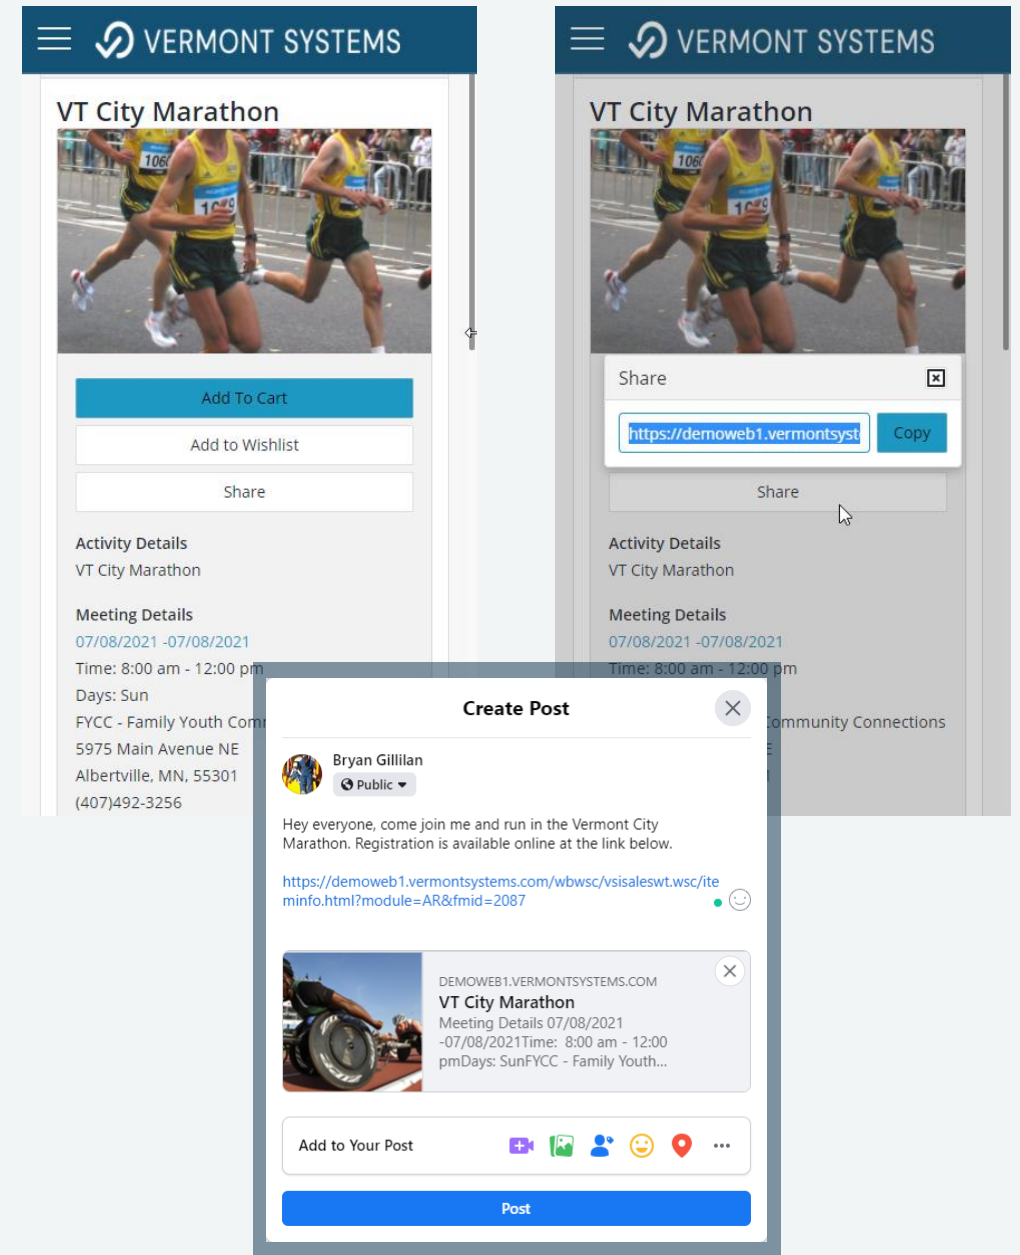 VERMONT SYSTEMS
VT City Marathon
1060
Add To Cart
Add to Wishlist
Share
Activity Details
VT City Marathon
Meeting Details
07/08/2021 -07/08/2021
Time: 8:00 am - 12:00 pm
Days: Sun
FYCC - Family Youth Com
5975 Main Avenue NE
Albertville, MN, 55301
(407)492-3256
VERMONT SYSTEMS
VT City Marathon
106
Share
https://demoweb1.vermontsyst
Copy
Share
Activity Details
VT City Marathon
Meeting Details
07/08/2021 -07/08/2021
Time: 8:00 am - 12:00 pm
Community Connections
Create Post
Bryan Gillilan
Public
Hey everyone, come join me and run in the Vermont City
Marathon. Registration is available online at the link below.
https://demoweb1.vermontsystems.com/wbwsc/vsisaleswt.wsc/ite
minfo.html?module=AR&fmid=2087
DEMOWEB1.VERMONTSYSTEMS.COM
VT City Marathon
Meeting Details 07/08/2021
-07/08/2021Time: 8:00 am - 12:00
pmDays: SunFYCC - Family Youth...
Add to Your Post
Post